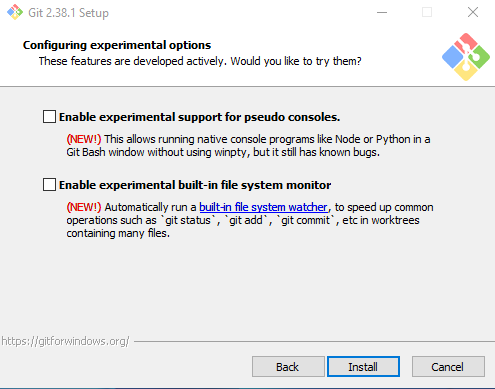 Git 2.38.1 Setup
Configuring experimental options
These features are developed actively. Would you like to try them?
Enable experimental support for pseudo consoles.
(NEW!) This allows running native console programs like Node or Python in a
Git Bash window without using winpty, but it still has known bugs.
Enable experimental built-in file system monitor
(NEW!) Automatically run a built-in file system watcher, to speed up common
operations such as `git status`, `git add`, `git commit`, etc in worktrees
containing many files.
https://gitforwindows.org/
Back
Install
Cancel